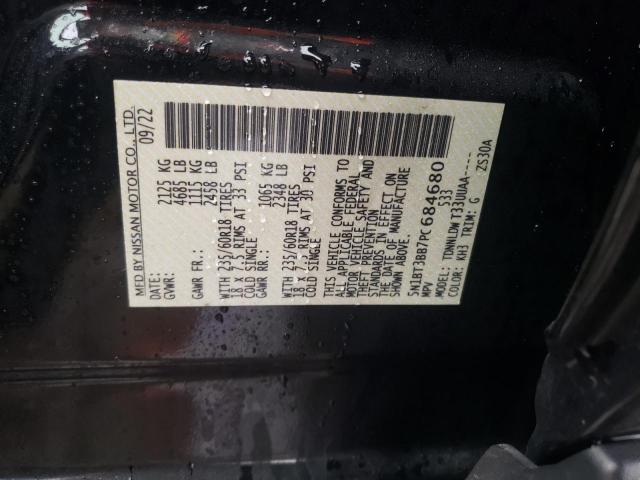 MFD BY NISSAN MOTOR CO., LTD.
DATE: 09/22
GVWR: 2125 KG
4685 LB
GAWR FR.: 1115 KG
2458 LB
WITH 235/60R18 TIRES
18 X 7.5J RIMS AT 33 PSI
COLD SINGLE
GAWR RR.: 1065 KG
2348 LB
WITH 235/60R18 TIRES
18 X 7.5J RIMS AT 30 PSI
COLD SINGLE
THIS VEHICLE CONFORMS TO
ALL APPLICABLE FEDERAL
MOTOR VEHICLE SAFETY AND
THEFT PREVENTION
STANDARDS IN EFFECT ON
THE DATE OF MANUFACTURE
SHOWN ABOVE.
5N1BT3BB7PC684680
MPV 533
MODEL: TDWNLDW T33UUAA----
COLOR: KH3 TRIM: G ZS30A